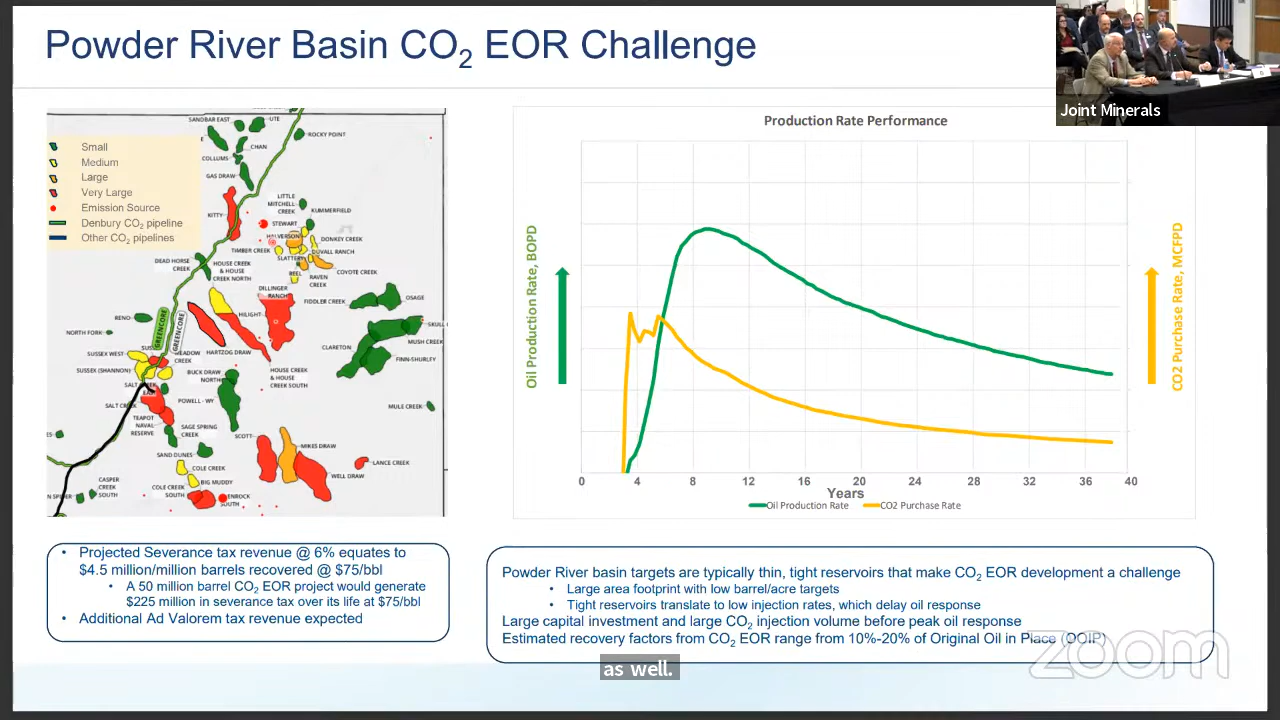 Powder River Basin CO2 EOR Challenge
Joint Minerals
Small
Medium
Large
Very Large
Emission Source
Denbury CO2 pipeline
Other CO2 pipelines
SANDBAR EAST
UTE
ROCKY POINT
CHAN
COLLUMS
GAS DRAW
LITTLE
MITCHELL
CREEK
KUMMERFIELD
KITTY
STEWART
HALVERSON
DONKEY CREEK
TIMBER CREEK
DUVALL RANCH
SLATTERY
DEAD HORSE
CREEK
HOUSE CREEK
& HOUSE
CREEK NORTH
BELL
RAVEN
CREEK
COYOTE CREEK
DILLINGER
RANCH
FIDDLER CREEK
OSAGE
RENO
GREENCORE
GREENCORE
HILIGHT
SKULL
NORTH FORK
MUSH CREEK
CLARETON
FINN-SHURLEY
SUSSEX WEST
MEADOW
CREEK
HARTZOG DRAW
SUSSEX (SHANNON)
BUCK DRAW
NORTH
HOUSE CREEK
& HOUSE
CREEK SOUTH
SALT CREEK
EAST
SALT CREEK
POWELL - WY
MULE CREEK
TEAPOT
NAVAL
RESERVE
SAGE SPRING
CREEK
SCOTT
MIKES DRAW
SAND DUNES
LANCE CREEK
COLE CREEK
WELL DRAW
CASPER
CREEK
SOUTH
COLE CREEK
SOUTH
BIG MUDDY
N SPIDER
ENROCK
SOUTH
Production Rate Performance
Oil Production Rate, BOPD
CO2 Purchase Rate, MCFPD
0 4 8 12 16 20 24 28 32 36 40
Years
Oil Production Rate CO2 Purchase Rate
• Projected Severance tax revenue @ 6% equates to
$4.5 million/million barrels recovered @ $75/bbl
• A 50 million barrel CO2 EOR project would generate
$225 million in severance tax over its life at $75/bbl
• Additional Ad Valorem tax revenue expected
Powder River basin targets are typically thin, tight reservoirs that make CO2 EOR development a challenge
• Large area footprint with low barrel/acre targets
• Tight reservoirs translate to low injection rates, which delay oil response
Large capital investment and large CO2 injection volume before peak oil response
Estimated recovery factors from CO2 EOR range from 10%-20% of Original Oil in Place (OOIP)
as well.
zoom